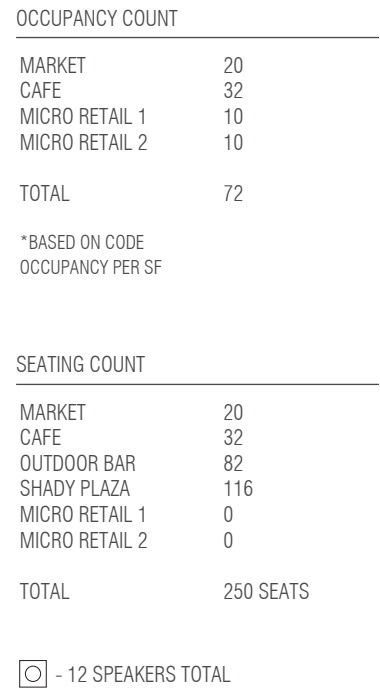 OCCUPANCY COUNT
MARKET 20
CAFE 32
MICRO RETAIL 1 10
MICRO RETAIL 2 10
TOTAL 72
*BASED ON CODE
OCCUPANCY PER SF
SEATING COUNT
MARKET 20
CAFE 32
OUTDOOR BAR 82
SHADY PLAZA 116
MICRO RETAIL 1 0
MICRO RETAIL 2 0
TOTAL 250 SEATS
- 12 SPEAKERS TOTAL